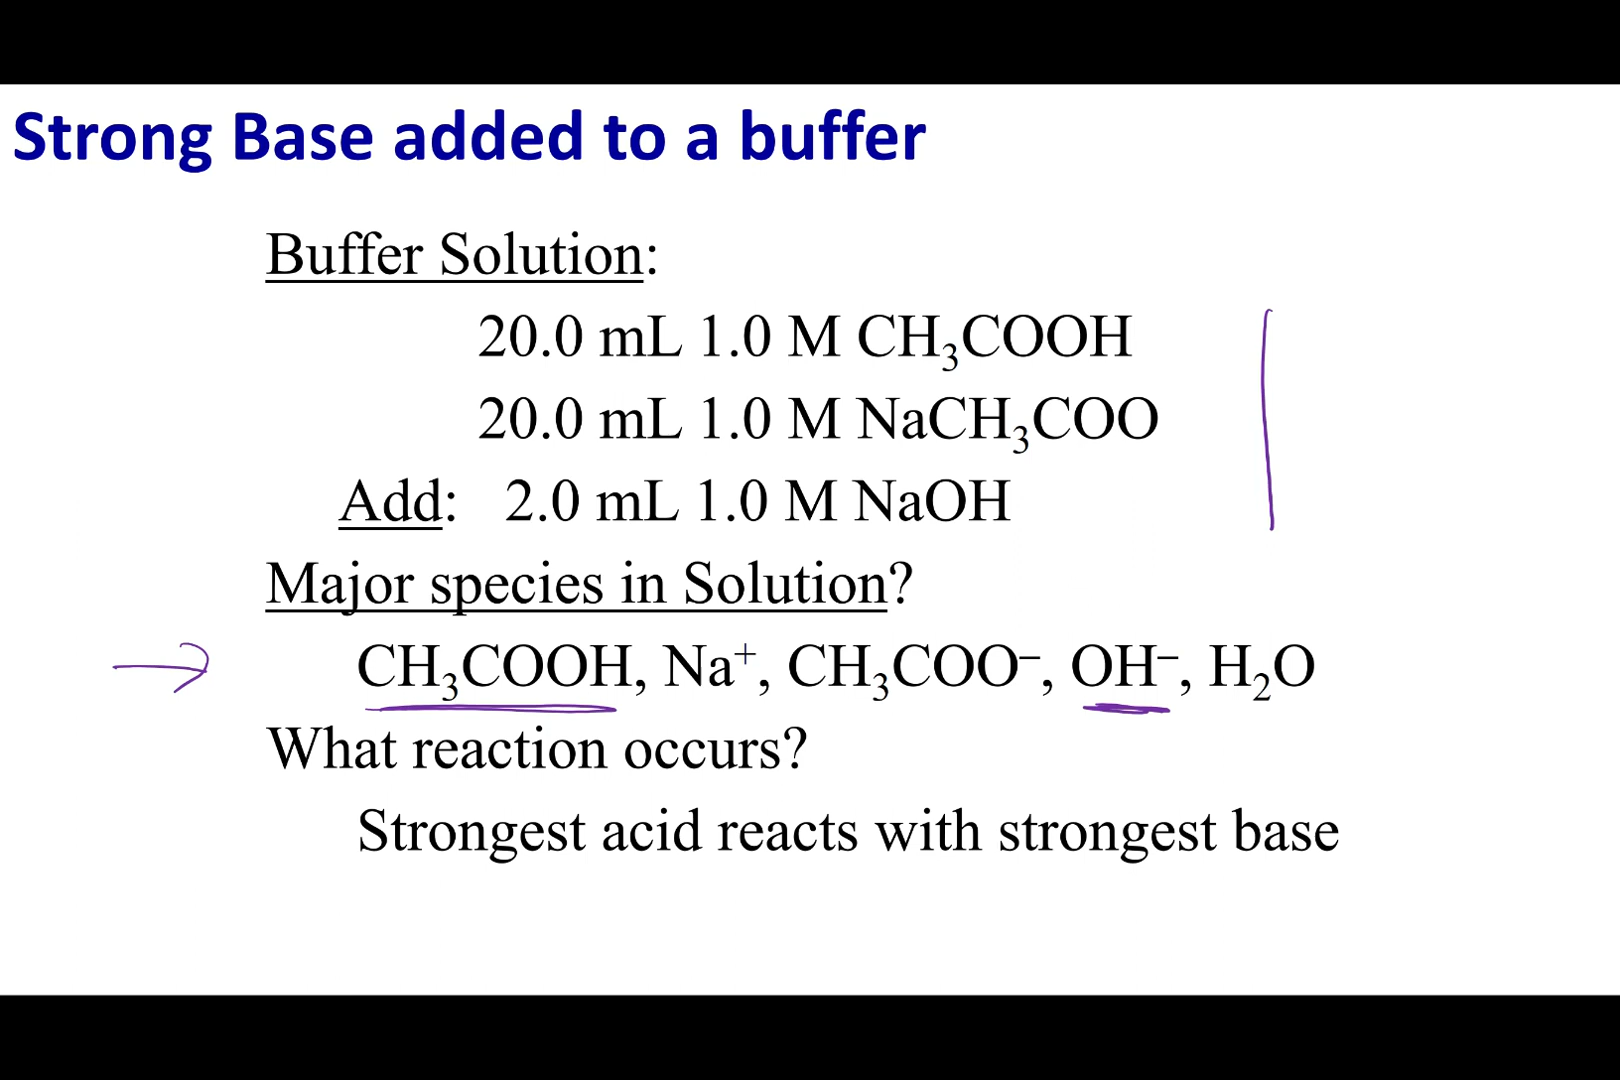 Strong Base added to a buffer
Buffer Solution:
20.0 mL 1.0 M CH₃COOH
20.0 mL 1.0 M NaCH₃COO
Add: 2.0 mL 1.0 M NaOH
Major species in Solution?
CH₃COOH, Na⁺, CH₃COO⁻, OH⁻, H₂O
What reaction occurs?
Strongest acid reacts with strongest base